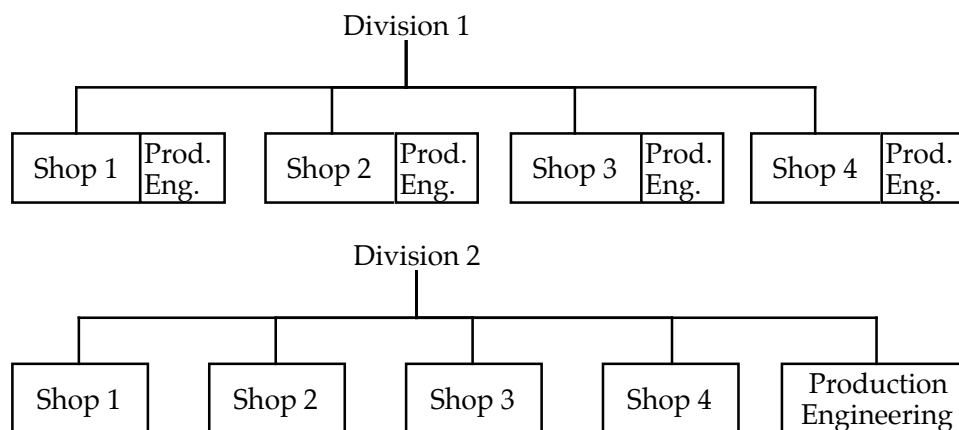 Division 1
Shop 1 Prod. Eng.
Shop 2 Prod. Eng.
Shop 3 Prod. Eng.
Shop 4 Prod. Eng.
Division 2
Shop 1
Shop 2
Shop 3
Shop 4
Production
Engineering